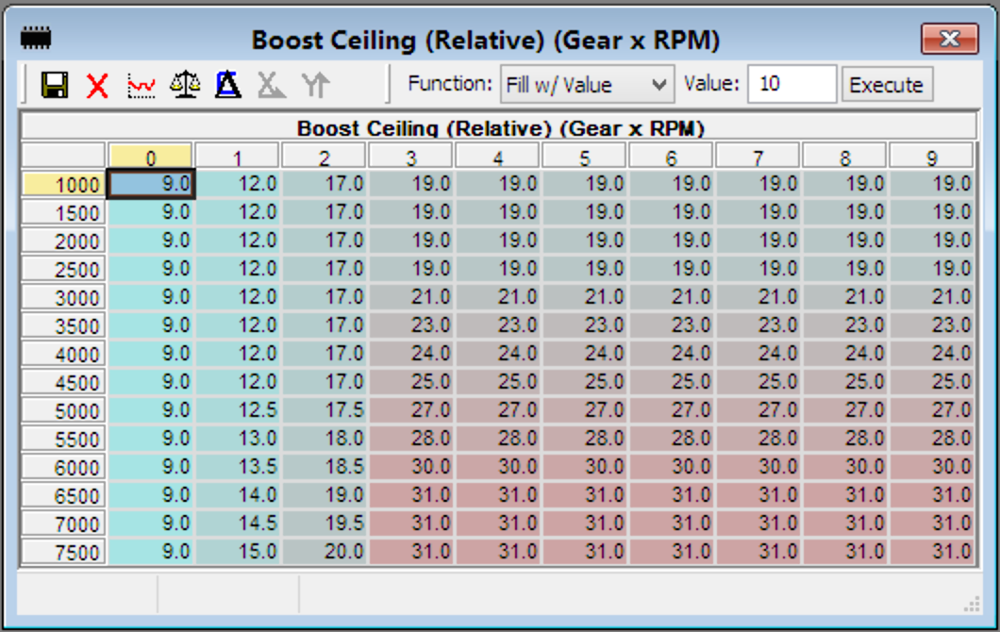 Boost Ceiling (Relative) (Gear x RPM)
Function: Fill w/ Value Value: 10 Execute
Boost Ceiling (Relative) (Gear x RPM)
0 1 2 3 4 5 6 7 8 9
1000 9.0 12.0 17.0 19.0 19.0 19.0 19.0 19.0 19.0 19.0
1500 9.0 12.0 17.0 19.0 19.0 19.0 19.0 19.0 19.0 19.0
2000 9.0 12.0 17.0 19.0 19.0 19.0 19.0 19.0 19.0 19.0
2500 9.0 12.0 17.0 19.0 19.0 19.0 19.0 19.0 19.0 19.0
3000 9.0 12.0 17.0 21.0 21.0 21.0 21.0 21.0 21.0 21.0
3500 9.0 12.0 17.0 23.0 23.0 23.0 23.0 23.0 23.0 23.0
4000 9.0 12.0 17.0 24.0 24.0 24.0 24.0 24.0 24.0 24.0
4500 9.0 12.0 17.0 25.0 25.0 25.0 25.0 25.0 25.0 25.0
5000 9.0 12.5 17.5 27.0 27.0 27.0 27.0 27.0 27.0 27.0
5500 9.0 13.0 18.0 28.0 28.0 28.0 28.0 28.0 28.0 28.0
6000 9.0 13.5 18.5 30.0 30.0 30.0 30.0 30.0 30.0 30.0
6500 9.0 14.0 19.0 31.0 31.0 31.0 31.0 31.0 31.0 31.0
7000 9.0 14.5 19.5 31.0 31.0 31.0 31.0 31.0 31.0 31.0
7500 9.0 15.0 20.0 31.0 31.0 31.0 31.0 31.0 31.0 31.0